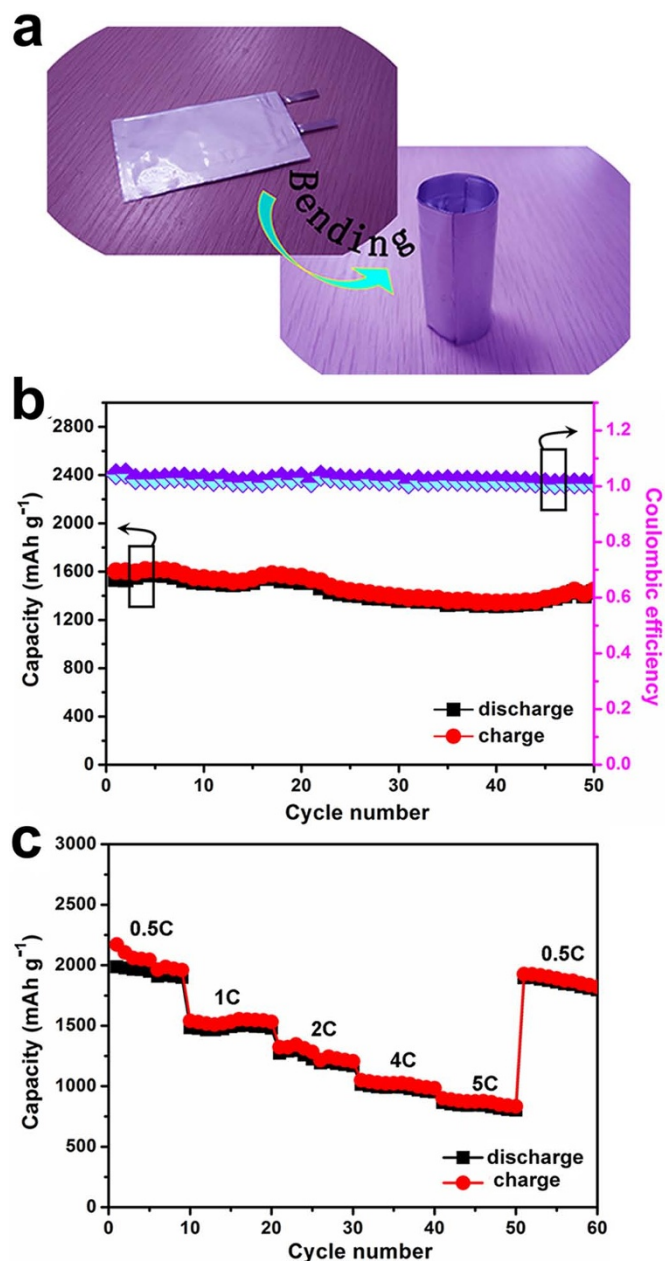 a
Bending
b
2800
2400
2000
1600
1200
800
400
0
Capacity (mAh g⁻¹)
1.2
1.0
0.8
0.6
0.4
0.2
0.0
Coulombic efficiency
discharge
charge
0 10 20 30 40 50
Cycle number
c
3000
2500
2000
1500
1000
500
0
Capacity (mAh g⁻¹)
0.5C
1C
2C
4C
5C
0.5C
discharge
charge
0 10 20 30 40 50 60
Cycle number